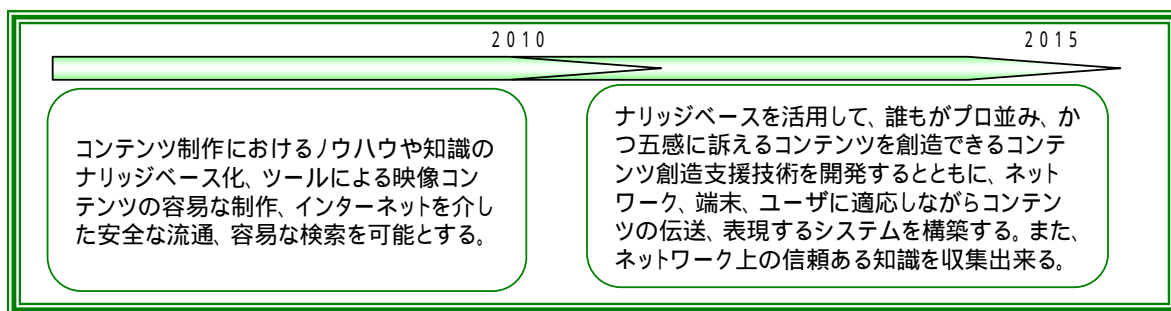 2010
2015
コンテンツ制作におけるノウハウや知識の
ナリッジベース化、ツールによる映像コン
テンツの容易な制作、インターネットを介し
た安全な流通、容易な検索を可能とする。
ナリッジベースを活用して、誰もがプロ並み、か
つ五感に訴えるコンテンツを創造できるコンテ
ンツ創造支援技術を開発するとともに、ネット
ワーク、端末、ユーザに適応しながらコンテン
ツの伝送、表現するシステムを構築する。また、
ネットワーク上の信頼ある知識を収集出来る。